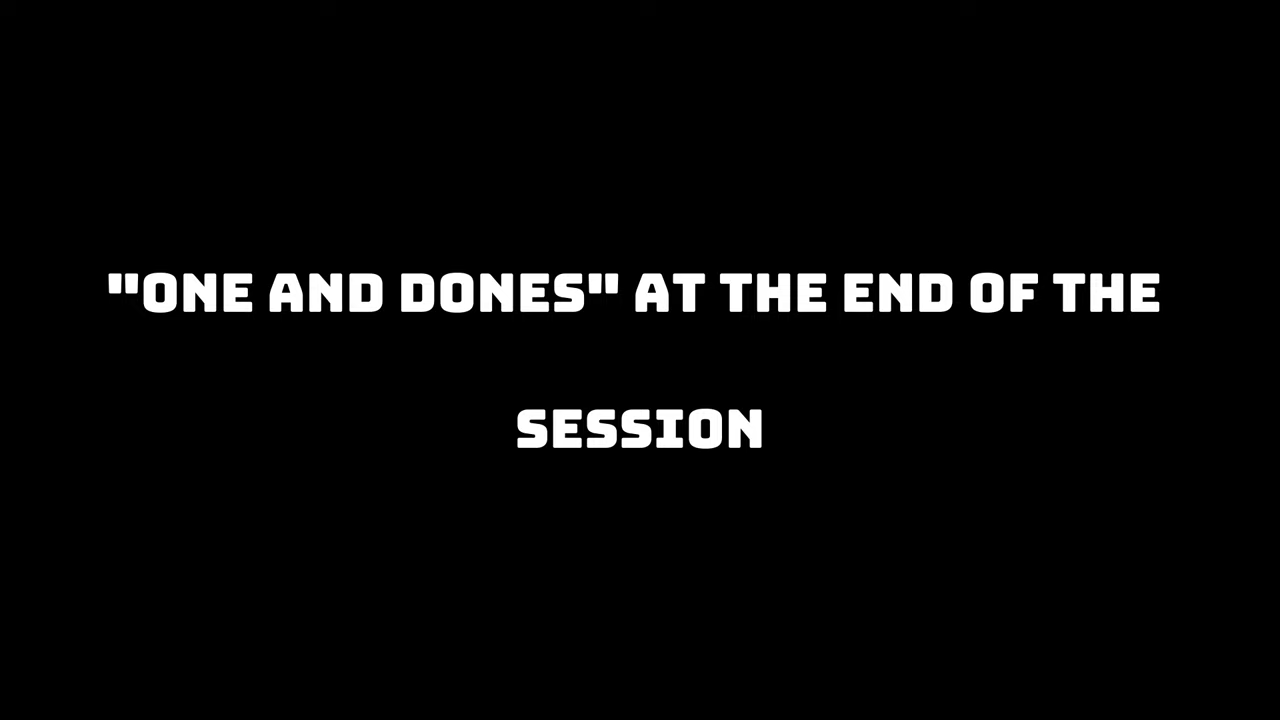 "ONE AND DONES" AT THE END OF THE
SESSION